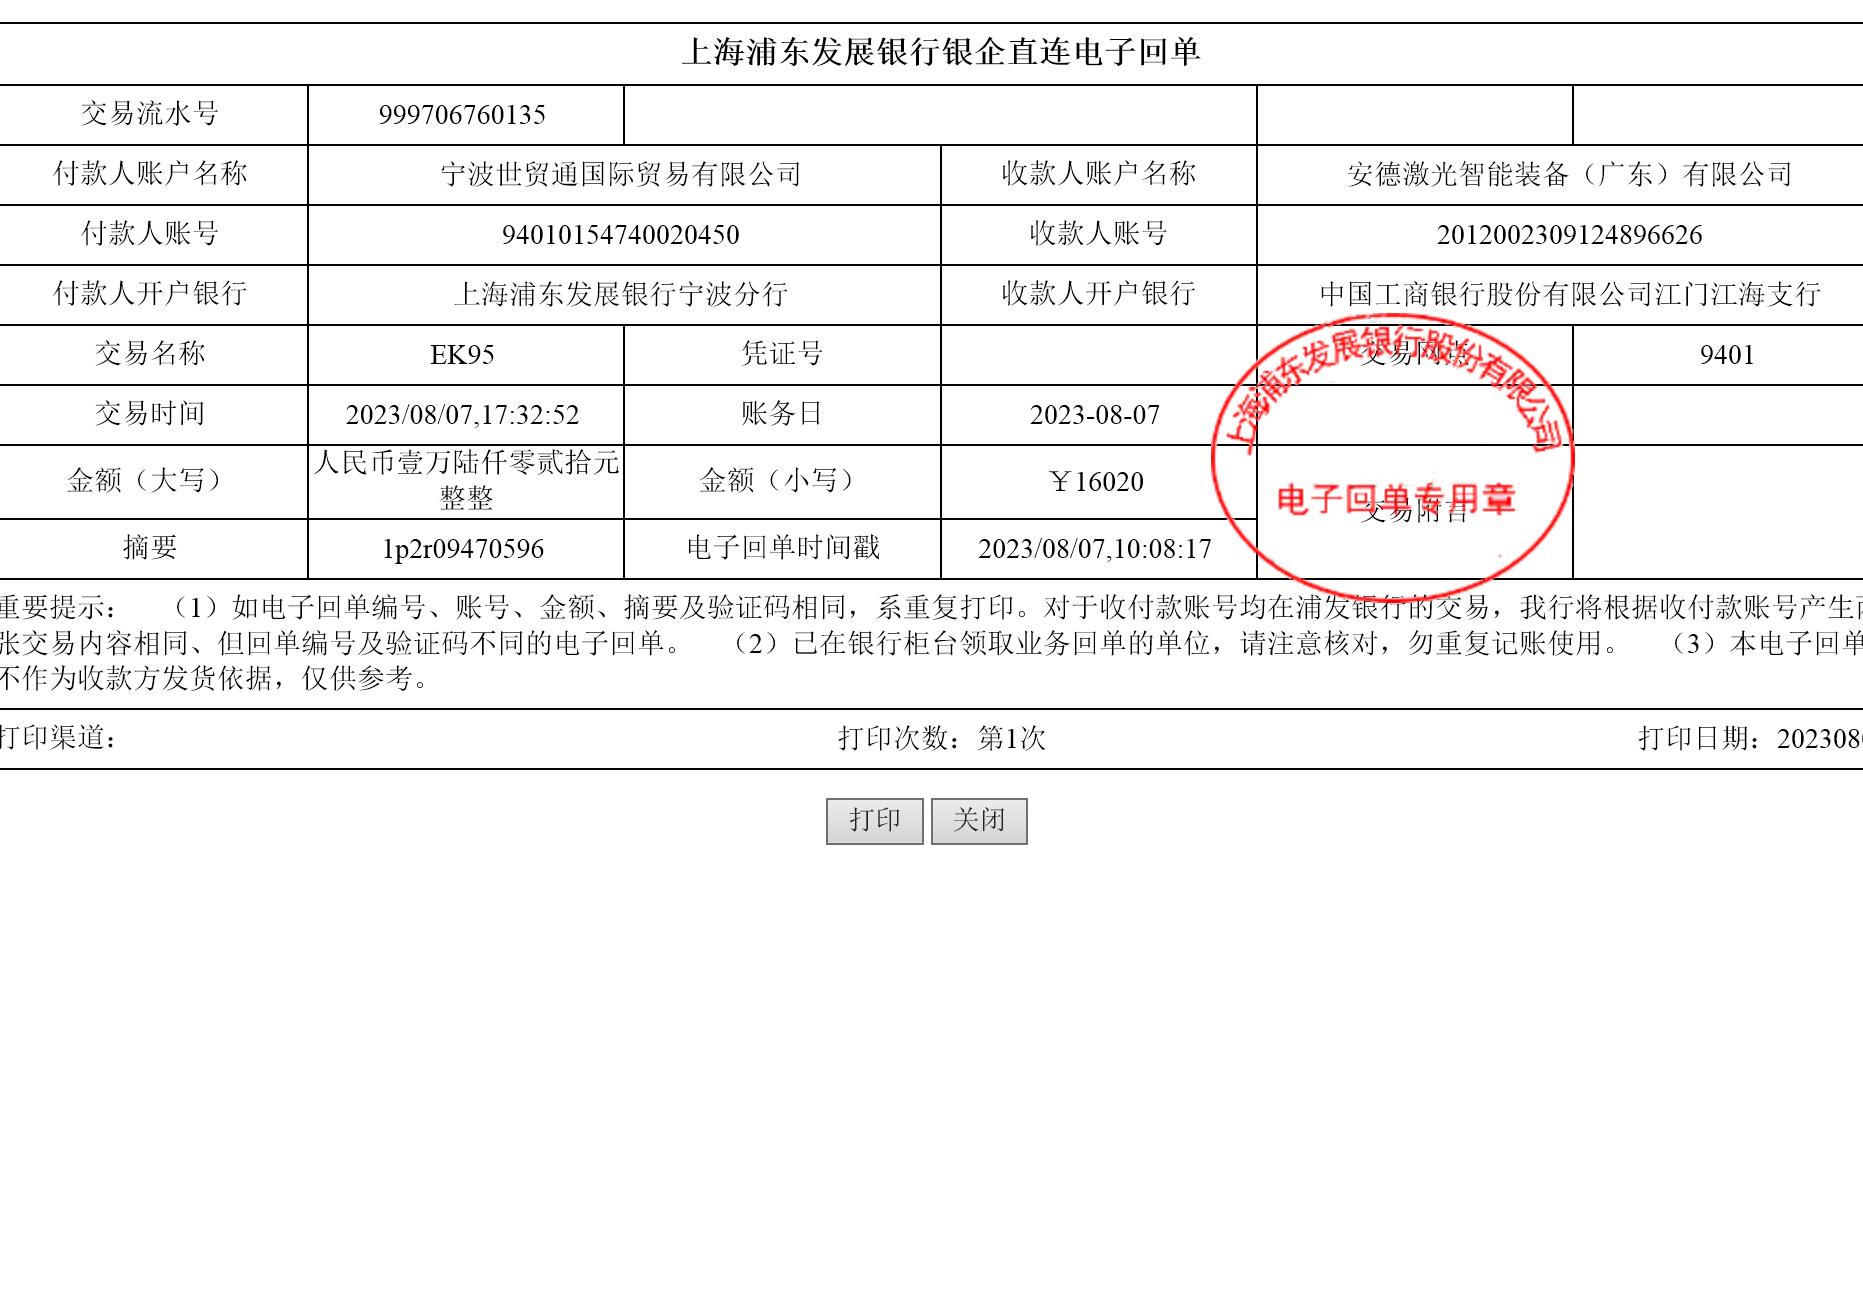 上海浦东发展银行银企直连电子回单
交易流水号 999706760135
付款人账户名称 宁波世贸通国际贸易有限公司 收款人账户名称 安德激光智能装备（广东）有限公司
付款人账号 94010154740020450 收款人账号 2012002309124896626
付款人开户银行 上海浦东发展银行宁波分行 收款人开户银行 中国工商银行股份有限公司江门江海支行
交易名称 EK95 凭证号 交易网点 9401
交易时间 2023/08/07,17:32:52 账务日 2023-08-07
金额（大写） 人民币壹万陆仟零贰拾元
整整 金额（小写） ￥16020 交易附言
摘要 1p2r09470596 电子回单时间戳 2023/08/07,10:08:17
上海浦东发展银行股份有限公司
电子回单专用章
重要提示： （1）如电子回单编号、账号、金额、摘要及验证码相同，系重复打印。对于收付款账号均在浦发银行的交易，我行将根据收付款账号产生两
张交易内容相同、但回单编号及验证码不同的电子回单。 （2）已在银行柜台领取业务回单的单位，请注意核对，勿重复记账使用。 （3）本电子回单
不作为收款方发货依据，仅供参考。
打印渠道： 打印次数：第1次 打印日期：202308
打印 关闭